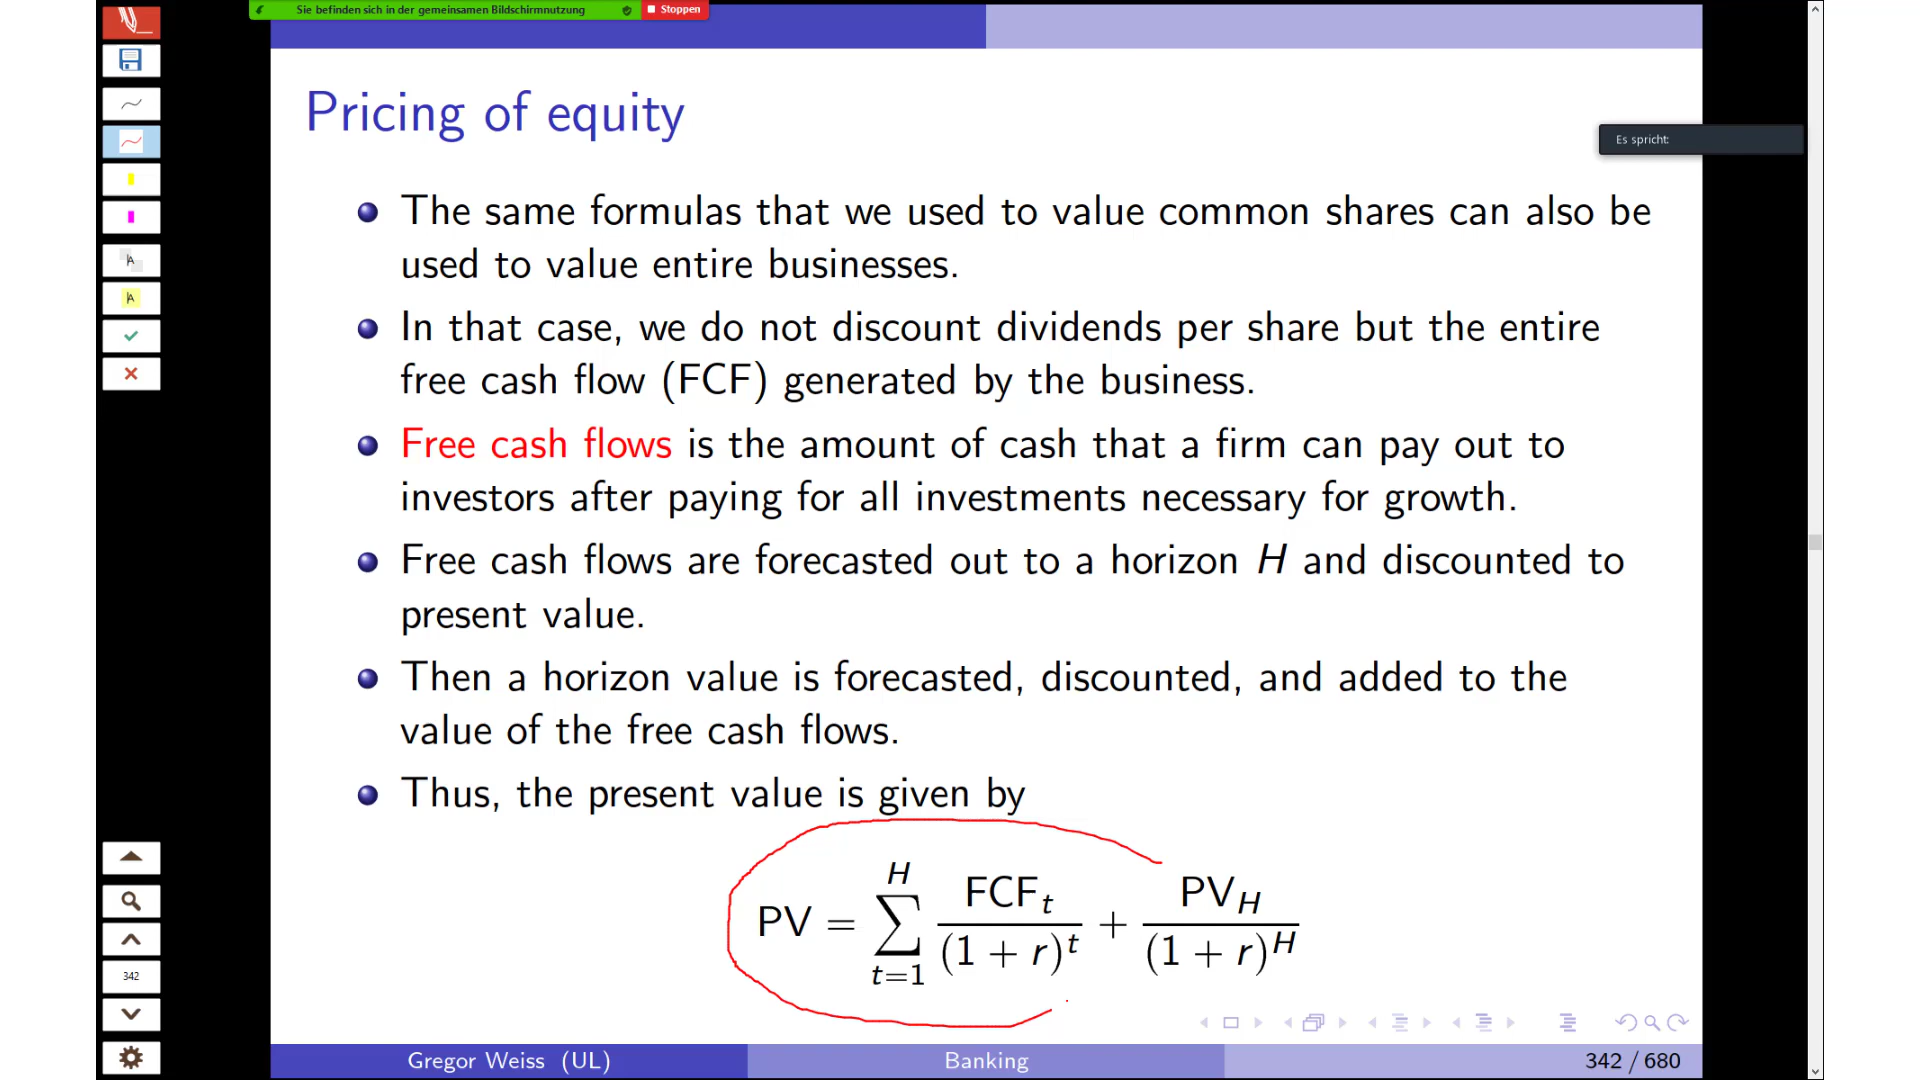 Sie befinden sich in der gemeinsamen Bildschirmnutzung
Stoppen
Pricing of equity
Es spricht:
The same formulas that we used to value common shares can also be
used to value entire businesses.
In that case, we do not discount dividends per share but the entire
free cash flow (FCF) generated by the business.
Free cash flows is the amount of cash that a firm can pay out to
investors after paying for all investments necessary for growth.
Free cash flows are forecasted out to a horizon H and discounted to
present value.
Then a horizon value is forecasted, discounted, and added to the
value of the free cash flows.
Thus, the present value is given by
PV = \sum_{t=1}^{H} \frac{FCF_t}{(1 + r)^t} + \frac{PV_H}{(1 + r)^H}
342
Gregor Weiss (UL) Banking 342 / 680